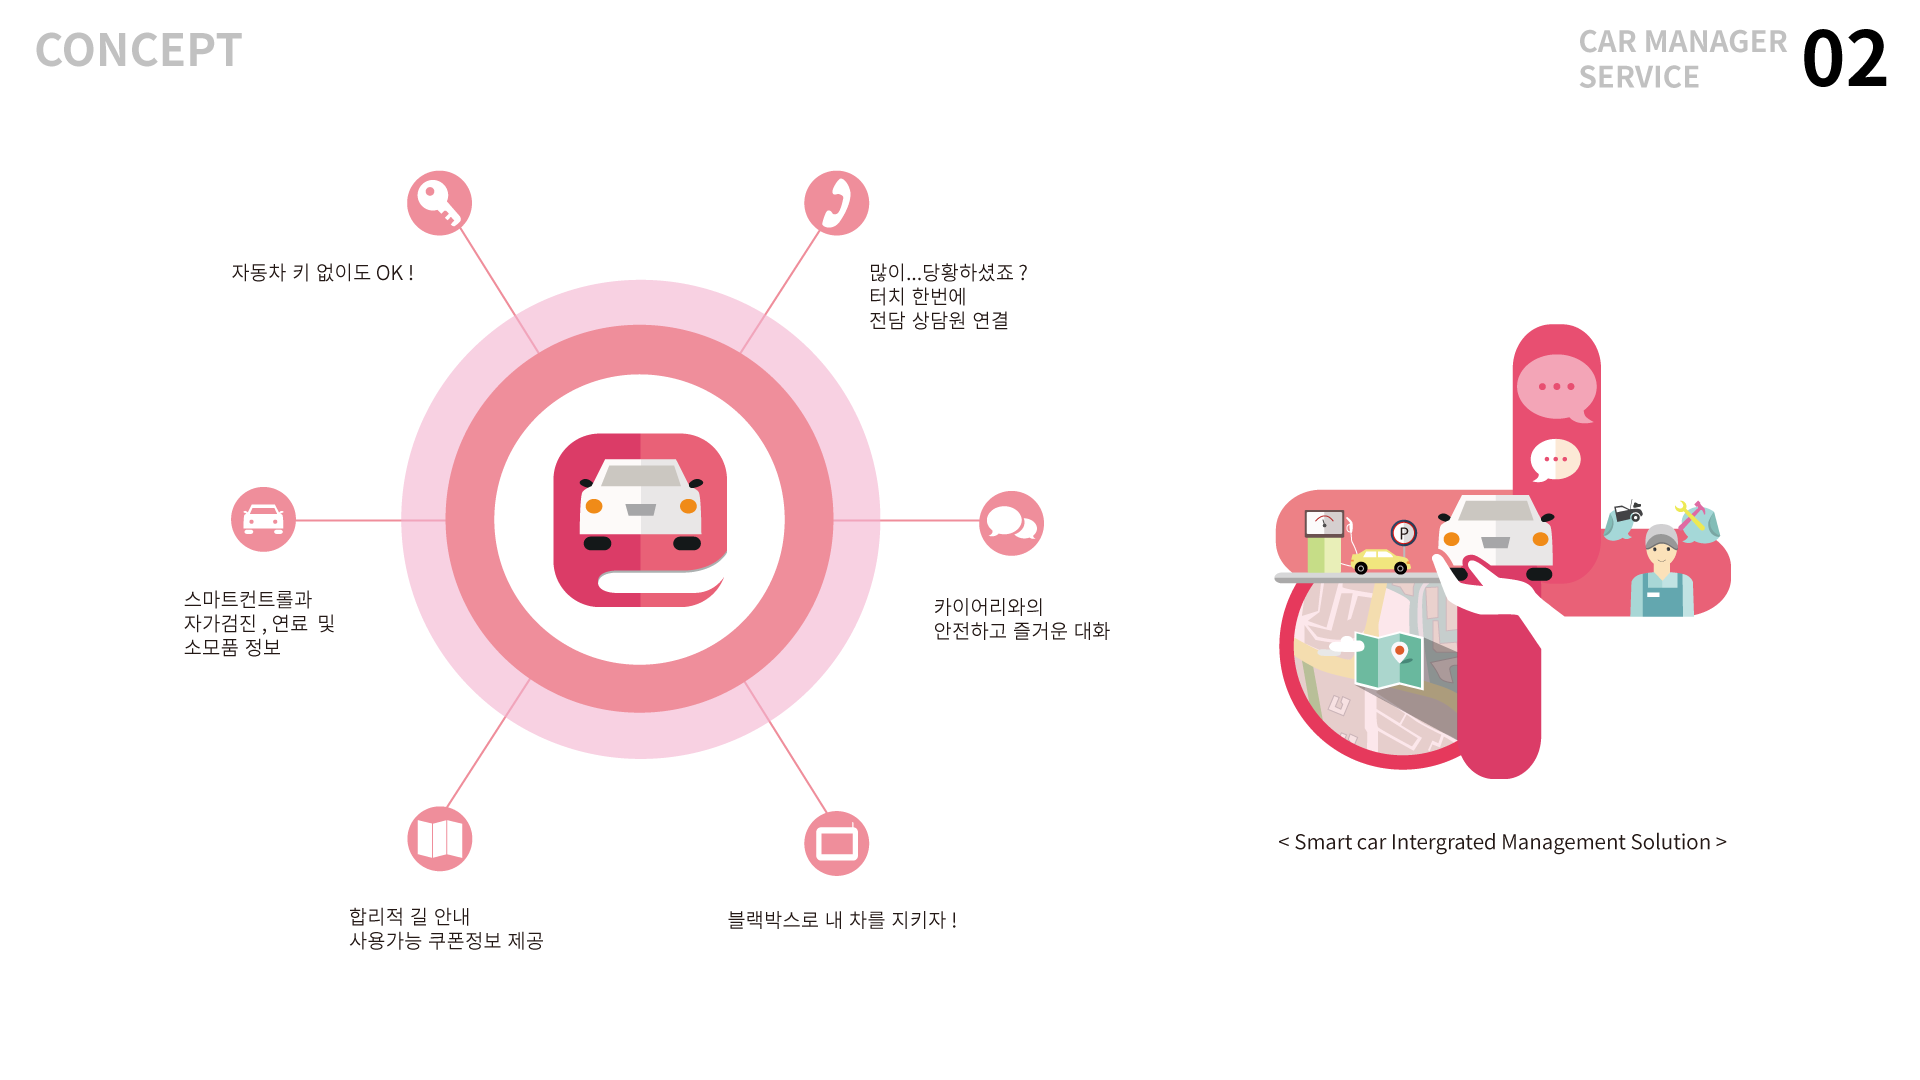 CONCEPT
CAR MANAGER
SERVICE
02
자동차 키 없이도 OK !
많이...당황하셨죠 ?
터치 한번에
전담 상담원 연결
스마트컨트롤과
자가검진 , 연료 및
소모품 정보
카이어리와의
안전하고 즐거운 대화
합리적 길 안내
사용가능 쿠폰정보 제공
블랙박스로 내 차를 지키자 !
P
< Smart car Intergrated Management Solution >